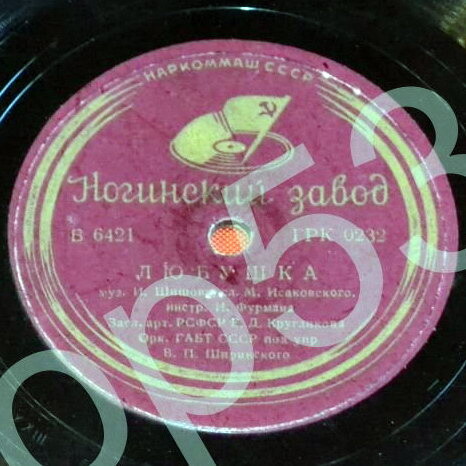 НАРКОММАШ СССР
Ногинский завод
В 6421 ГРК 0232
ЛЮБУШКА
муз. И. Шишова, сл. М. Исаковского,
инстр. И. Фурмана
Засл. арт. РСФСР Е. Д. Кругликова
Орк. ГАБТ СССР под упр
В. П. Ширинского
op53